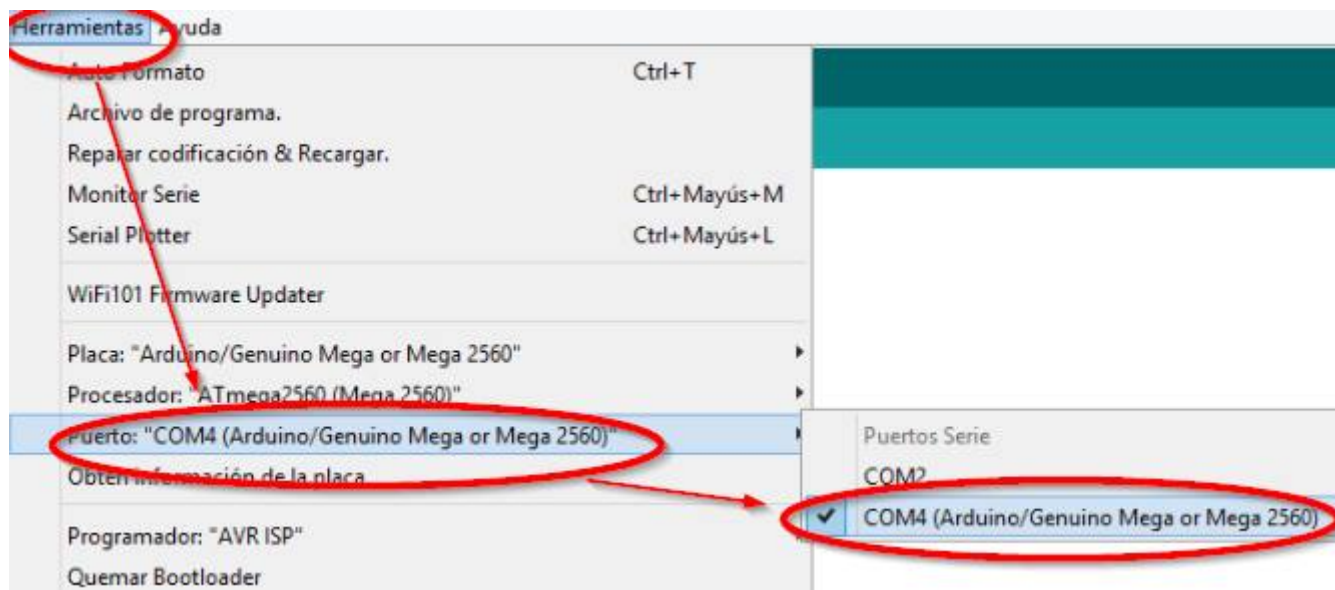 Herramientas Ayuda
Auto Formato Ctrl+T
Archivo de programa.
Reparar codificación & Recargar.
Monitor Serie Ctrl+Mayús+M
Serial Plotter Ctrl+Mayús+L
WiFi101 Firmware Updater
Placa: "Arduino/Genuino Mega or Mega 2560"
Procesador: "ATmega2560 (Mega 2560)"
Puerto: "COM4 (Arduino/Genuino Mega or Mega 2560)"
Obtén información de la placa
Programador: "AVR ISP"
Quemar Bootloader
Puertos Serie
COM2
COM4 (Arduino/Genuino Mega or Mega 2560)